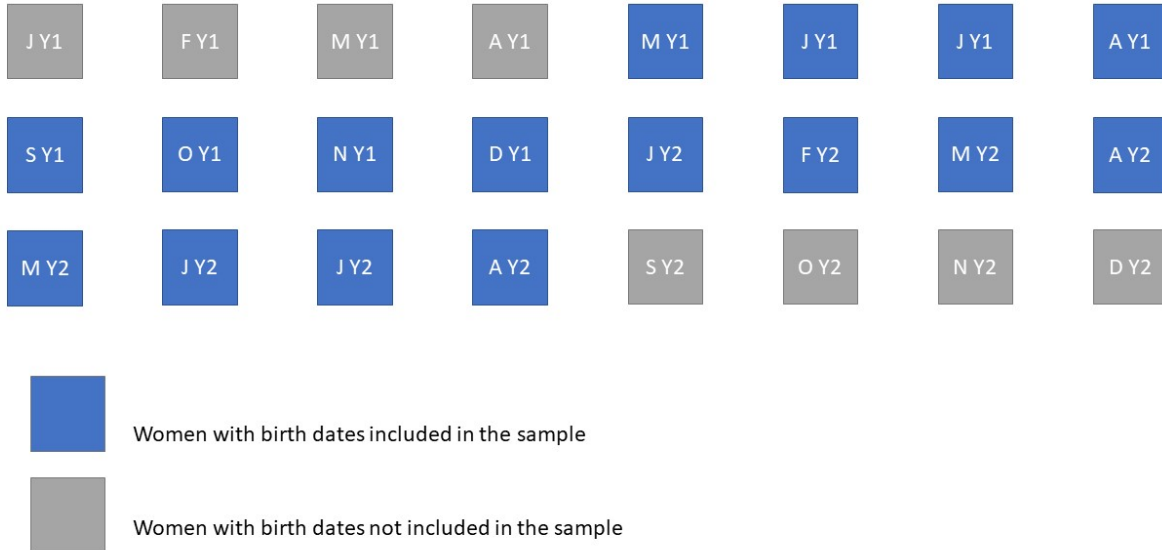 J Y1 F Y1 M Y1 A Y1 M Y1 J Y1 J Y1 A Y1
S Y1 O Y1 N Y1 D Y1 J Y2 F Y2 M Y2 A Y2
M Y2 J Y2 J Y2 A Y2 S Y2 O Y2 N Y2 D Y2
Women with birth dates included in the sample
Women with birth dates not included in the sample